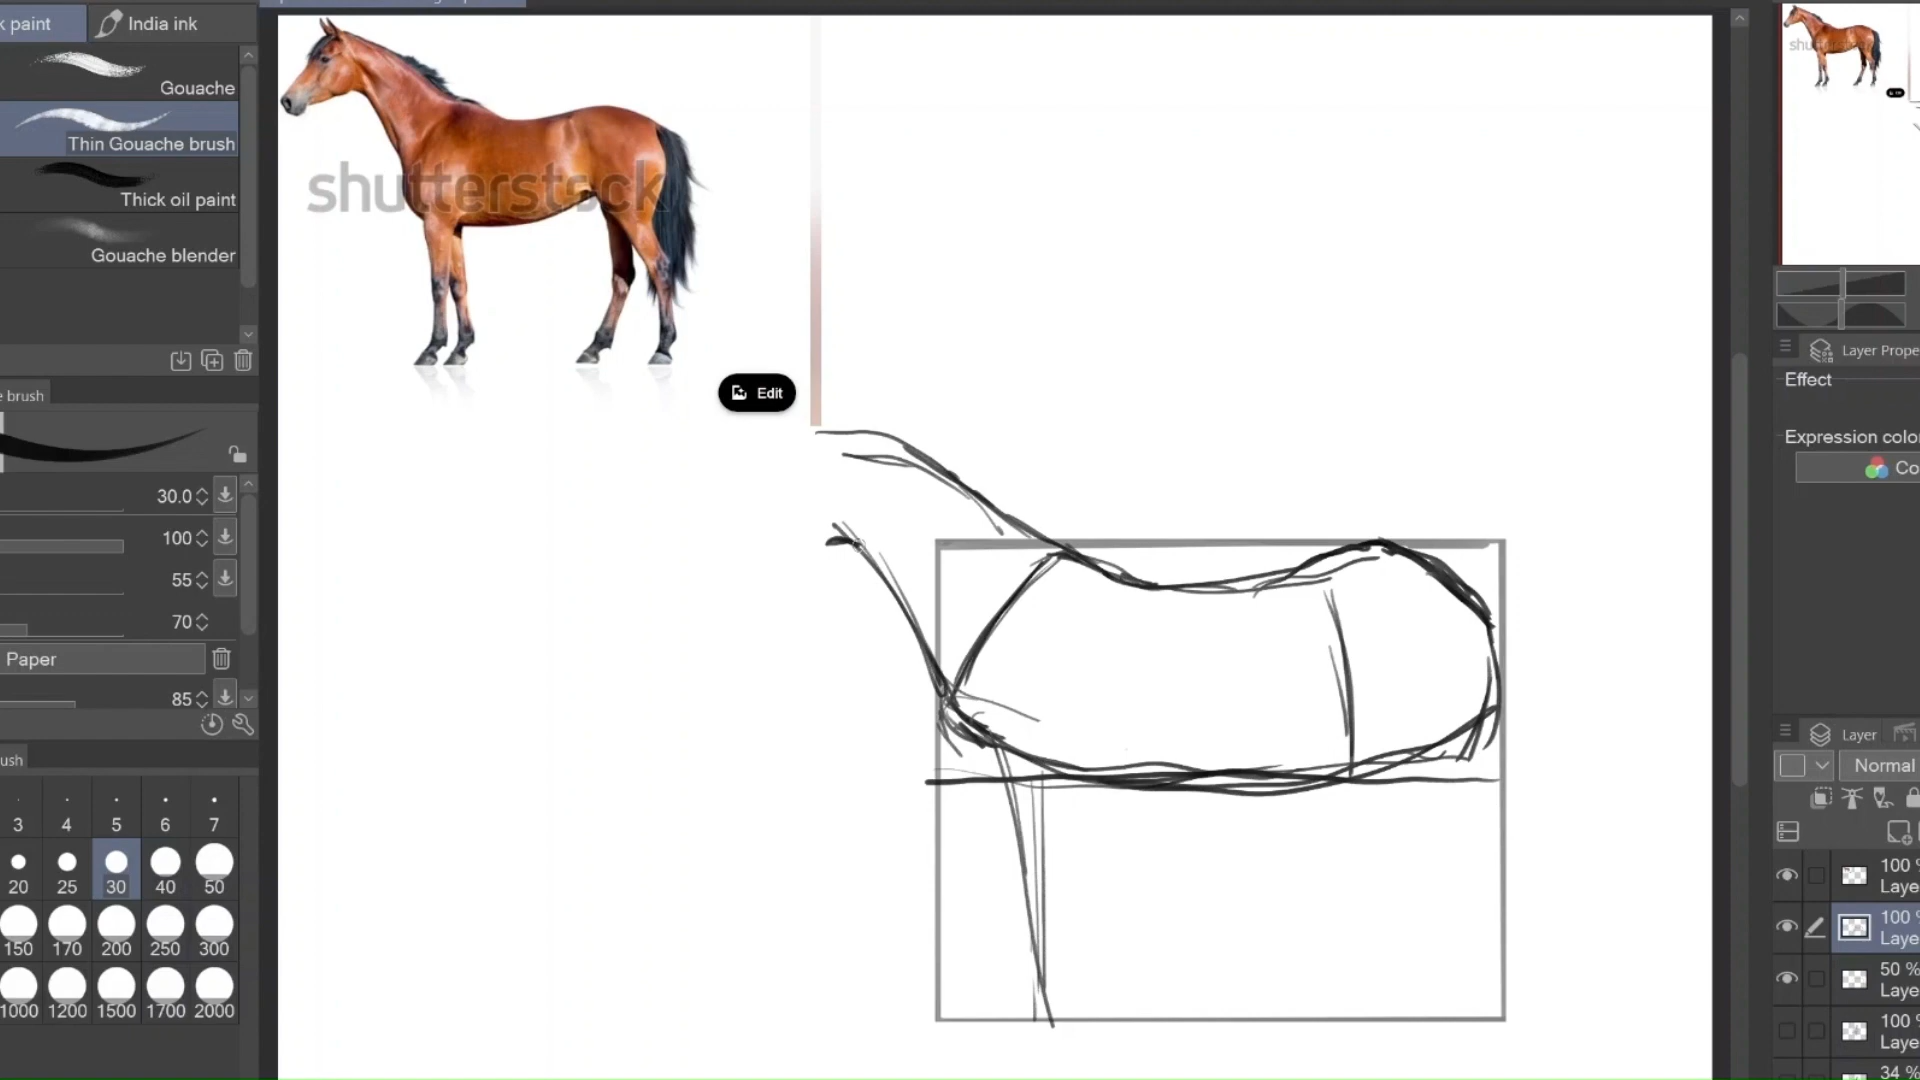 k paint
India ink
Gouache
Thin Gouache brush
Thick oil paint
Gouache blender
e brush
30.0
100
55
70
Paper
85
ush
3 4 5 6 7
20 25 30 40 50
150 170 200 250 300
1000 1200 1500 1700 2000
shutterstock
Edit
Layer Prope
Effect
Expression colo
Co
Layer
Normal
100 %
Laye
100 %
Laye
50 %
Laye
100 %
Laye
34 %